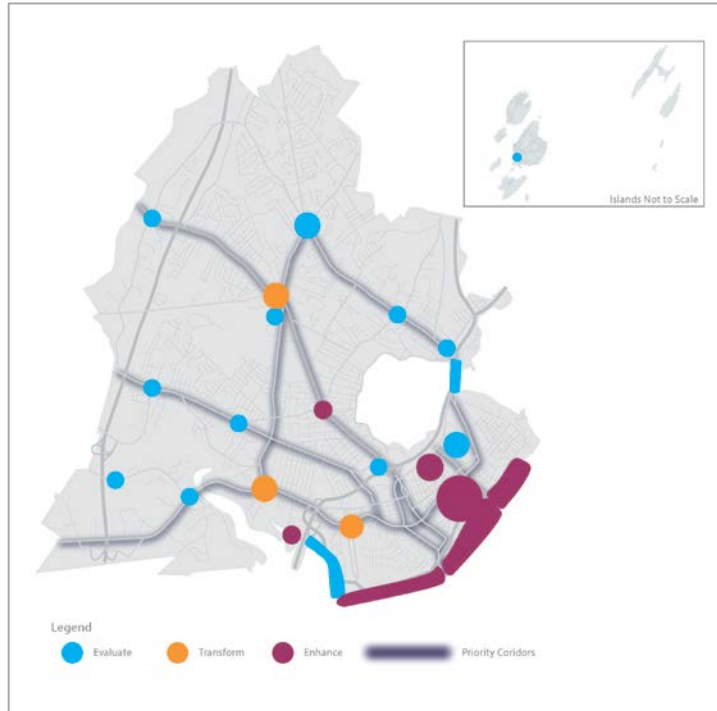 Islands Not to Scale
Legend
Evaluate
Transform
Enhance
Priority Coridors